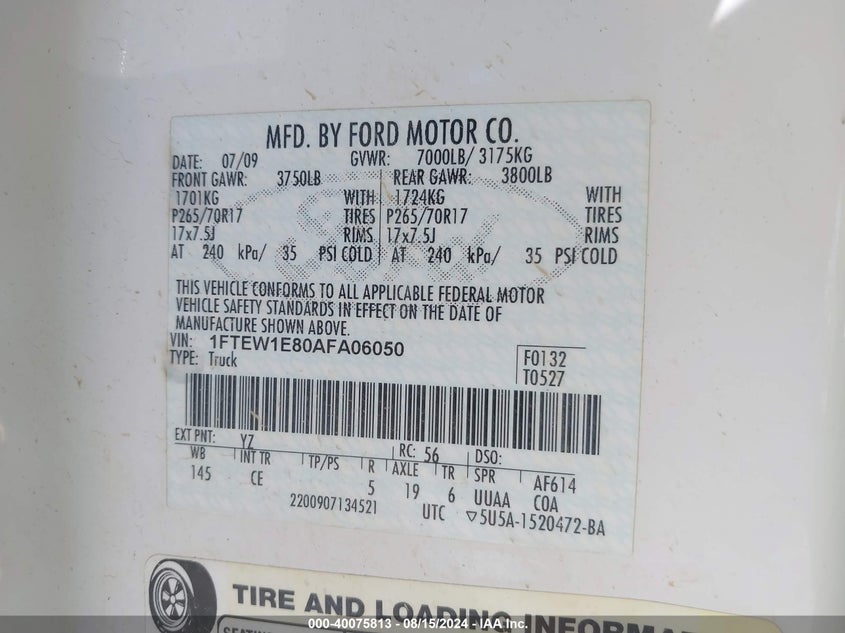 MFD. BY FORD MOTOR CO.
DATE: 07/09 GVWR: 7000LB/ 3175KG
FRONT GAWR: 3750LB REAR GAWR: 3800LB
1701KG WITH 1724KG WITH
P265/70R17 TIRES P265/70R17 TIRES
17x7.5J RIMS 17x7.5J RIMS
AT 240 kPa/ 35 PSI COLD AT 240 kPa/ 35 PSI COLD
THIS VEHICLE CONFORMS TO ALL APPLICABLE FEDERAL MOTOR
VEHICLE SAFETY STANDARDS IN EFFECT ON THE DATE OF
MANUFACTURE SHOWN ABOVE.
VIN: 1FTEW1E80AFA06050 F0132
TYPE: Truck T0527
EXT PNT: YZ RC: 56 DSO:
WB INT TR TP/PS R AXLE TR SPR AF614
145 CE 5 19 6 UUAA COA
2200907134521 UTC ▽5U5A-1520472-BA
TIRE AND LOADING INFORMATION
000-40075813 - 08/15/2024 - IAA Inc.